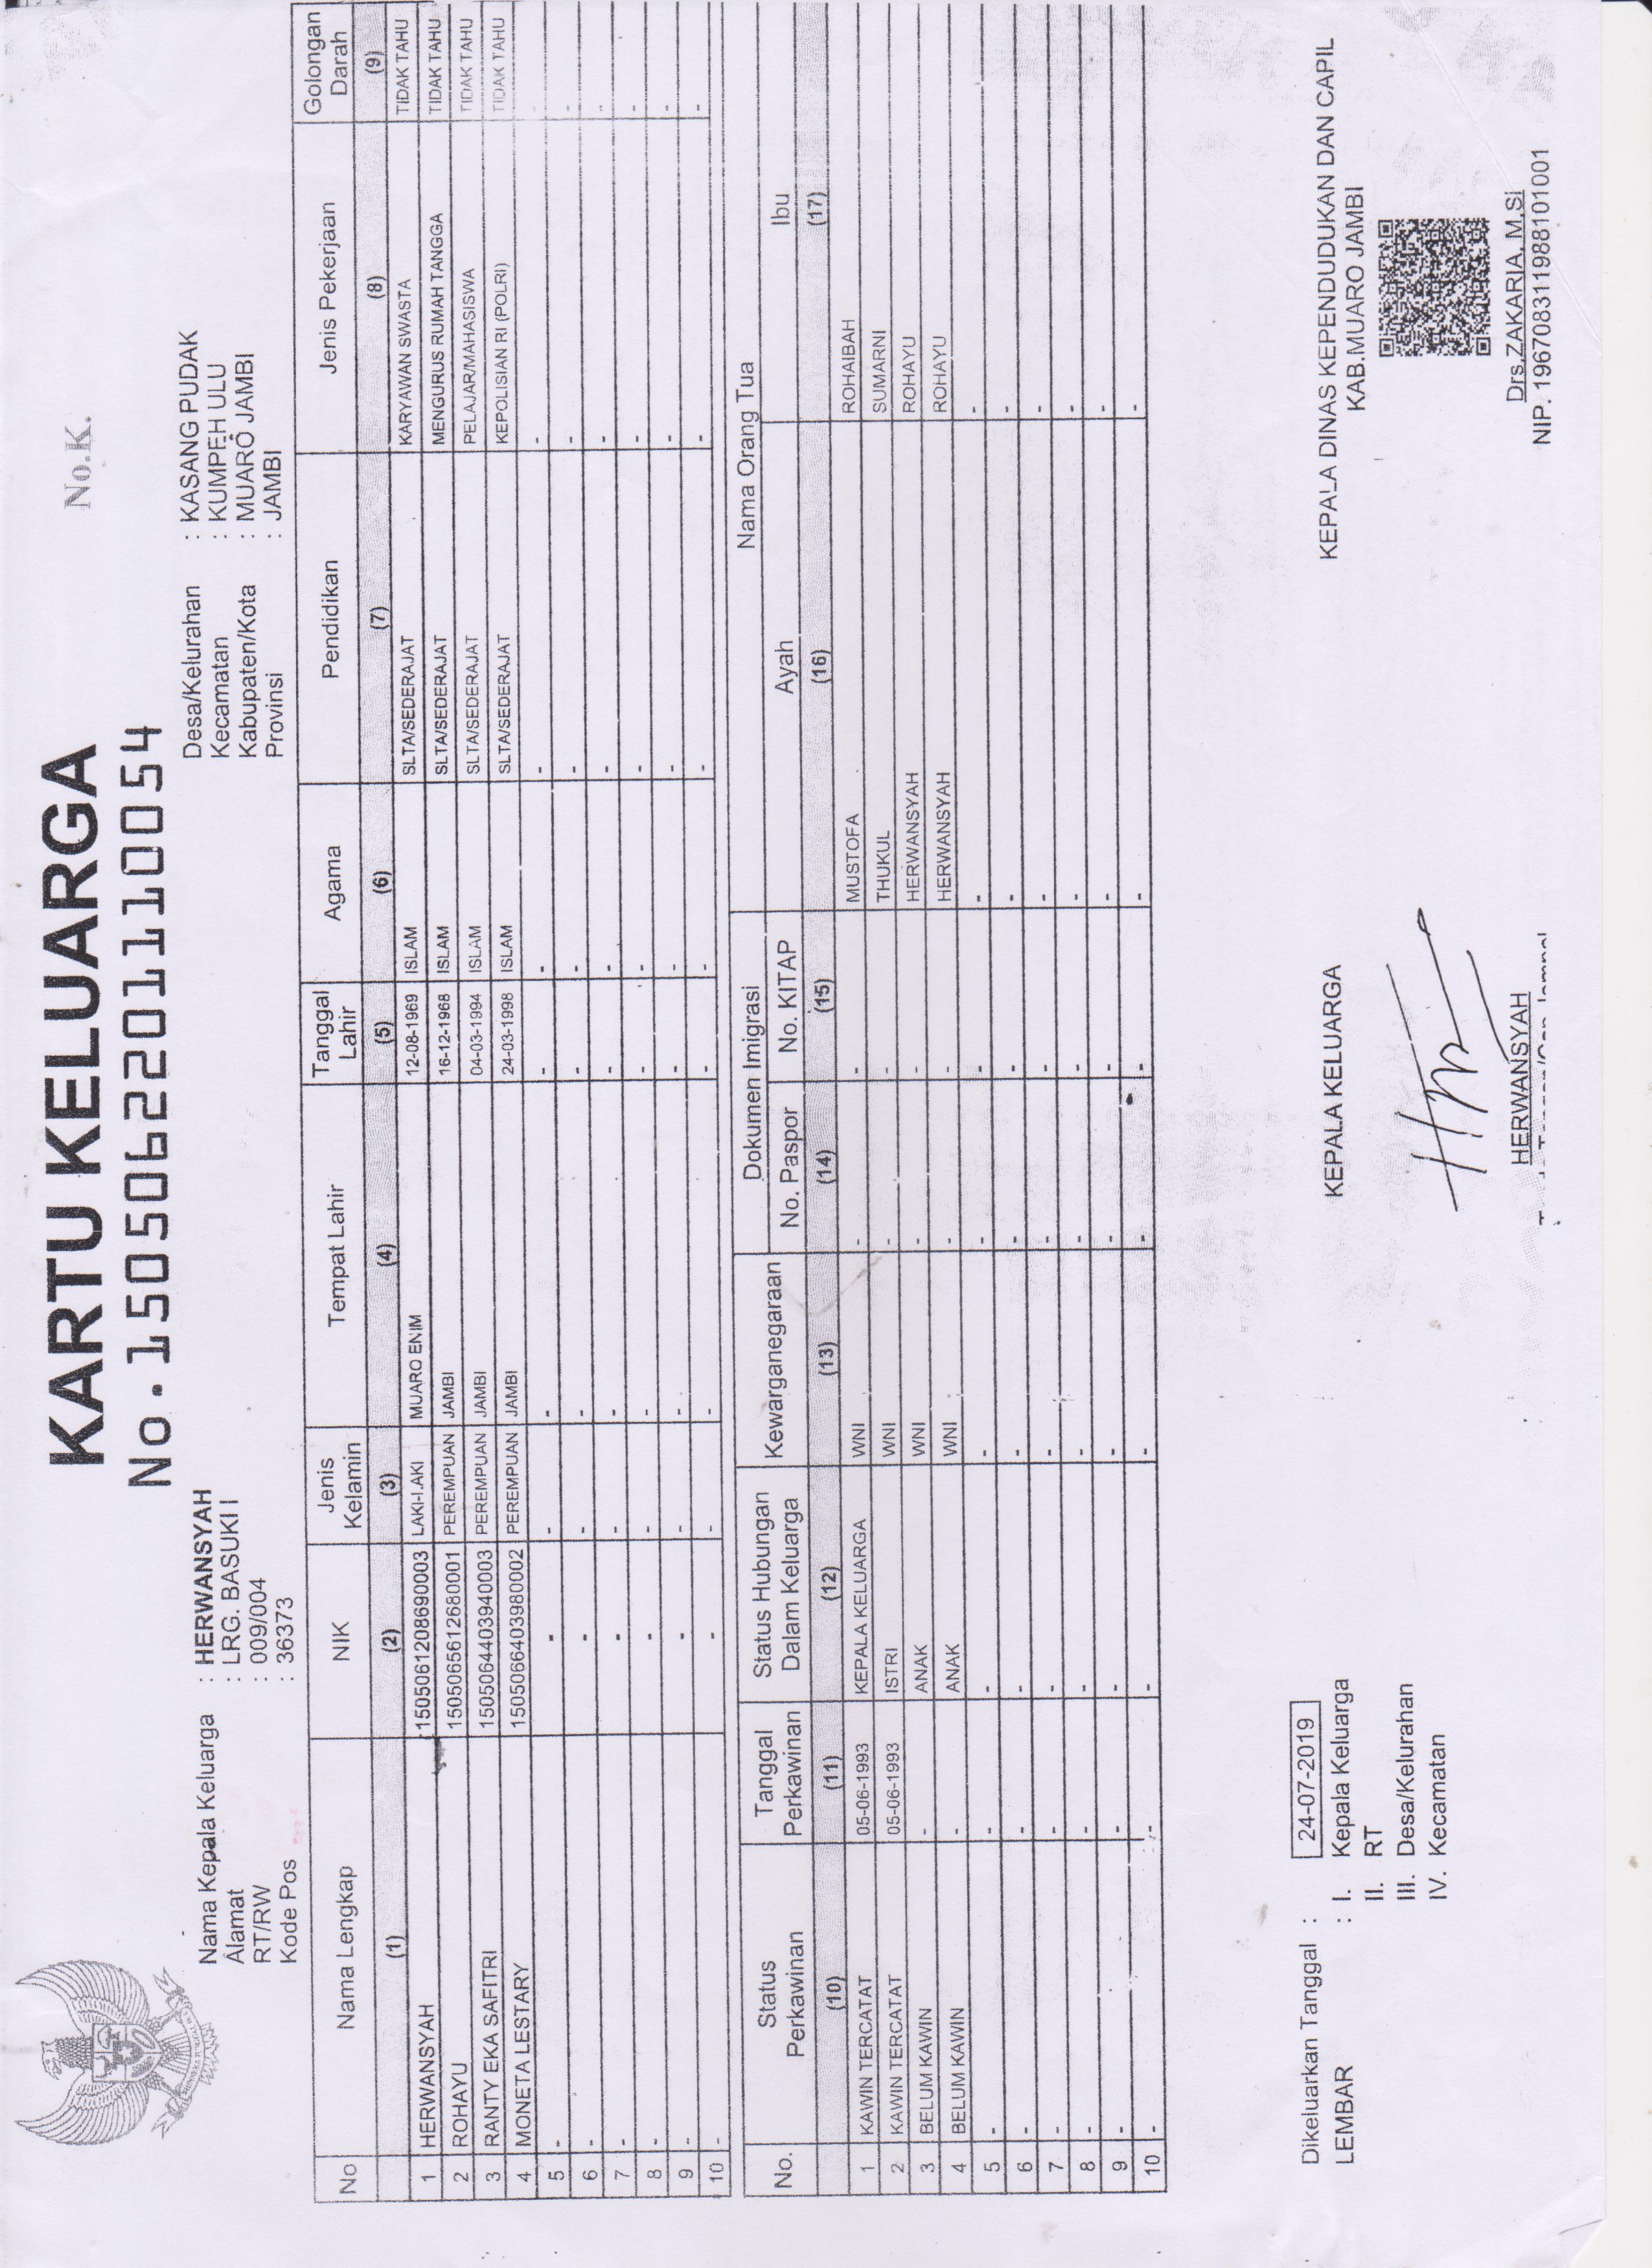 KARTU KELUARGA
No.K.
No.1505062201110054
Nama Kepala Keluarga : HERWANSYAH
Alamat : LRG. BASUKI I
RT/RW : 009/004
Kode Pos : 36373
Desa/Kelurahan : KASANG PUDAK
Kecamatan : KUMPEH ULU
Kabupaten/Kota : MUARO JAMBI
Provinsi : JAMBI
No Nama Lengkap NIK Jenis Kelamin Tempat Lahir Tanggal Lahir Agama Pendidikan Jenis Pekerjaan Golongan Darah
(1) (2) (3) (4) (5) (6) (7) (8) (9)
1 HERWANSYAH 1505061208690003 LAKI-LAKI MUARO ENIM 12-08-1969 ISLAM SLTA/SEDERAJAT KARYAWAN SWASTA TIDAK TAHU
2 ROHAYU 1505065612680001 PEREMPUAN JAMBI 16-12-1968 ISLAM SLTA/SEDERAJAT MENGURUS RUMAH TANGGA TIDAK TAHU
3 RANTY EKA SAFITRI 1505064403940003 PEREMPUAN JAMBI 04-03-1994 ISLAM SLTA/SEDERAJAT PELAJAR/MAHASISWA TIDAK TAHU
4 MONETA LESTARY 1505066403980002 PEREMPUAN JAMBI 24-03-1998 ISLAM SLTA/SEDERAJAT KEPOLISIAN RI (POLRI) TIDAK TAHU
5 - - - - - - - - -
6 - - - - - - - - -
7 - - - - - - - - -
8 - - - - - - - - -
9 - - - - - - - - -
10 - - - - - - - - -
No. Status Perkawinan Tanggal Perkawinan Status Hubungan Dalam Keluarga Kewarganegaraan Dokumen Imigrasi Nama Orang Tua
No. Paspor No. KITAP Ayah Ibu
(10) (11) (12) (13) (14) (15) (16) (17)
1 KAWIN TERCATAT 05-06-1993 KEPALA KELUARGA WNI - - MUSTOFA ROHAIBAH
2 KAWIN TERCATAT 05-06-1993 ISTRI WNI - - THUKUL SUMARNI
3 BELUM KAWIN - ANAK WNI - - HERWANSYAH ROHAYU
4 BELUM KAWIN - ANAK WNI - - HERWANSYAH ROHAYU
5 - - - - - - - -
6 - - - - - - - -
7 - - - - - - - -
8 - - - - - - - -
9 - - - - - - - -
10 - - - - - - - -
Dikeluarkan Tanggal : 24-07-2019
LEMBAR : I. Kepala Keluarga
II. RT
III. Desa/Kelurahan
IV. Kecamatan
KEPALA KELUARGA
HERWANSYAH
KEPALA DINAS KEPENDUDUKAN DAN CAPIL
KAB.MUARO JAMBI
Drs.ZAKARIA, M.Si
NIP. 196708311988101001